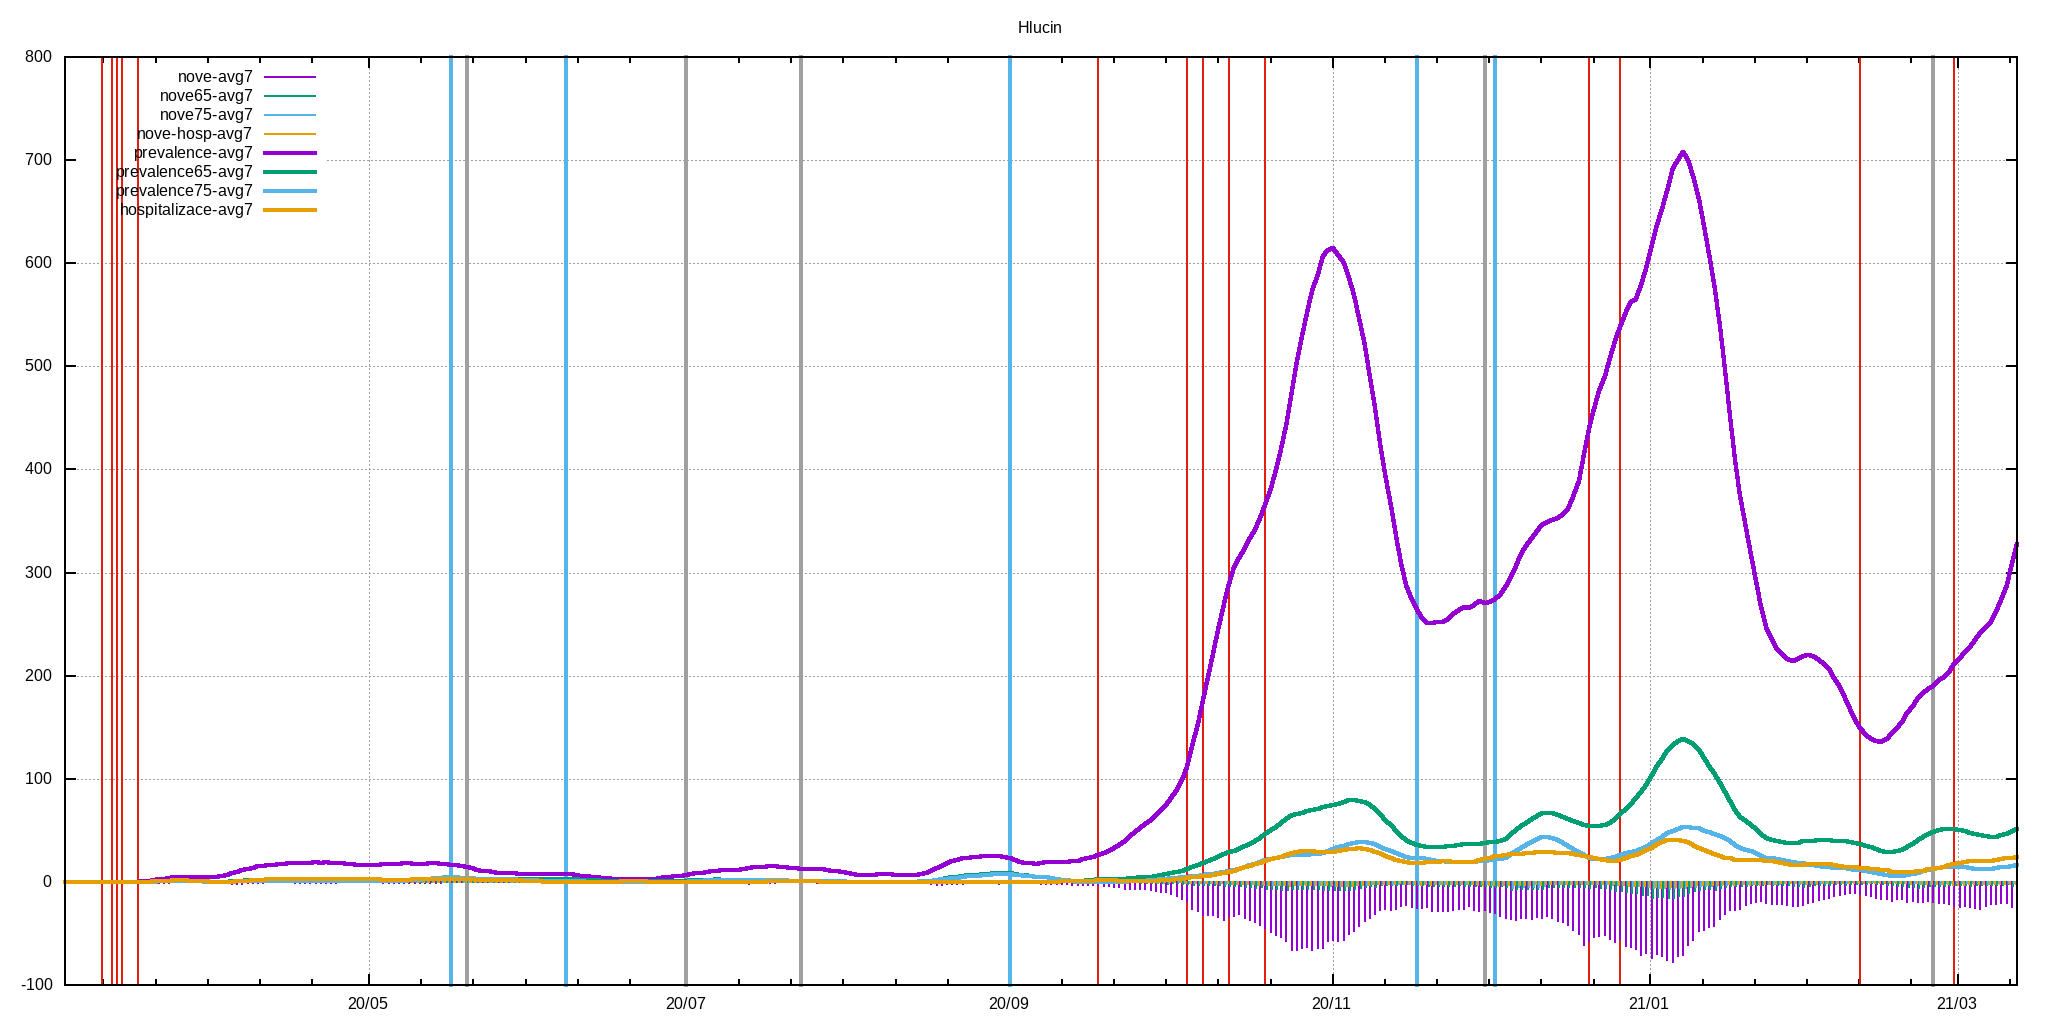 Hlucin
800
700
600
500
400
300
200
100
0
-100
nove-avg7
nove65-avg7
nove75-avg7
nove-hosp-avg7
prevalence-avg7
prevalence65-avg7
prevalence75-avg7
hospitalizace-avg7
20/05
20/07
20/09
20/11
21/01
21/03